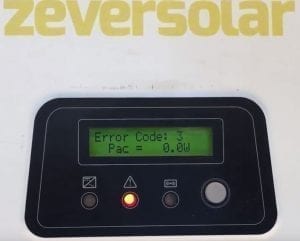 zeversolar
Error Code: 3
Pac = 0.0W